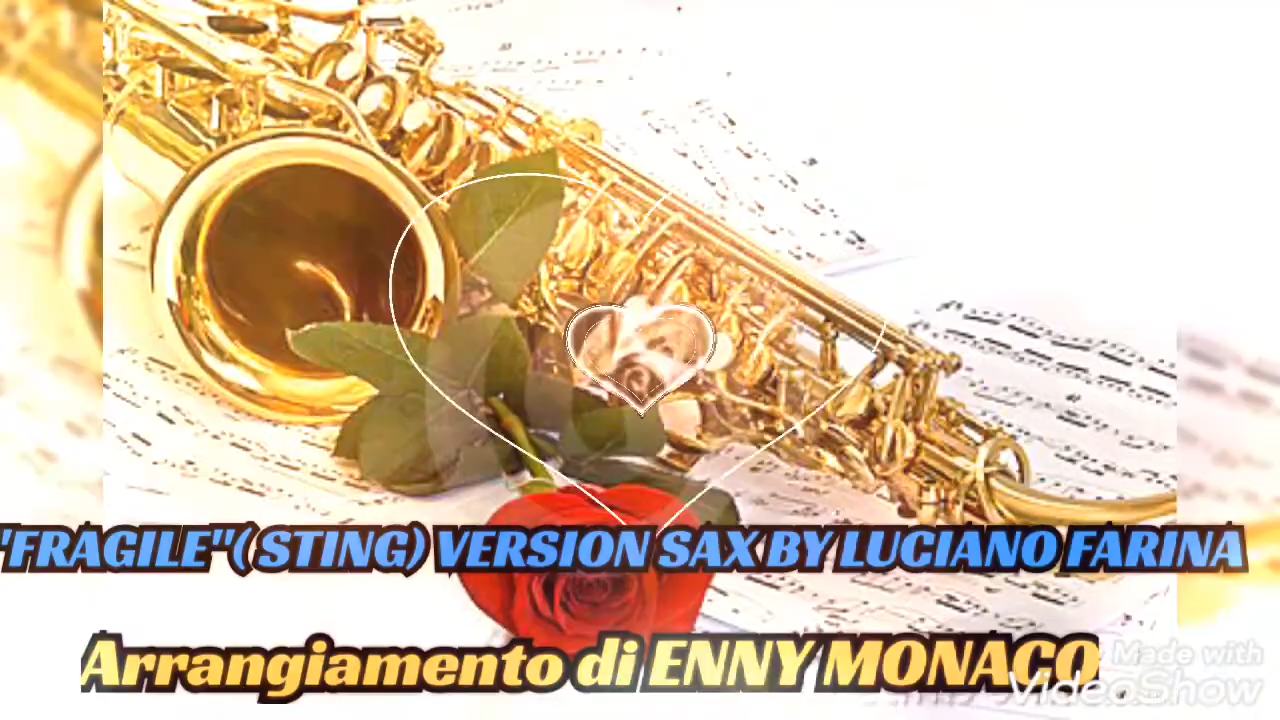 "FRAGILE"( STING) VERSION SAX BY LUCIANO FARINA
Arrangiamento di ENNY MONACO
Made with
VideoShow